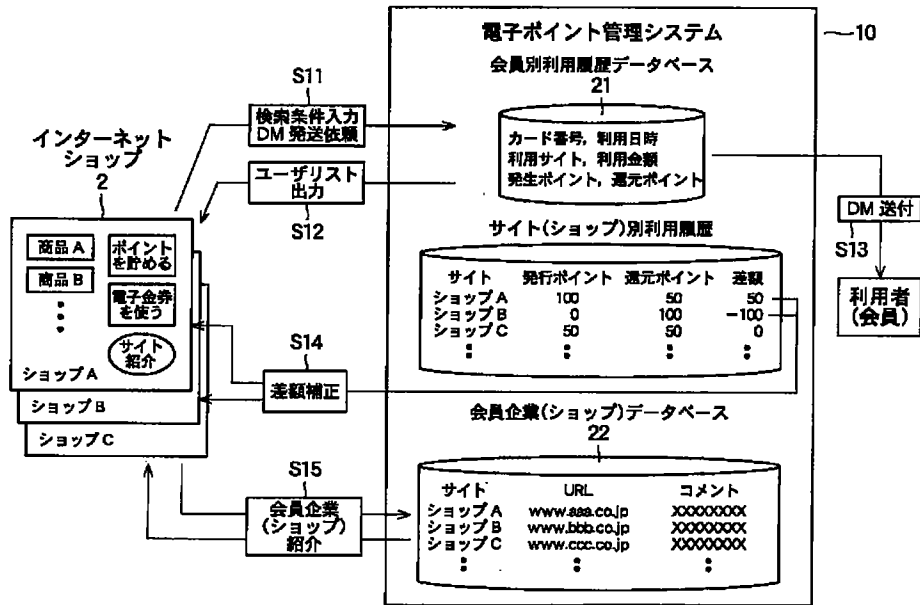 電子ポイント管理システム
10
会員別利用履歴データベース
21
カード番号，利用日時
利用サイト，利用金額
発生ポイント，還元ポイント
S11
検索条件入力
DM 発送依頼
ユーザリスト
出力
S12
インターネット
ショップ
2
商品 A
商品 B
ポイント
を貯める
電子金券
を使う
サイト
紹介
ショップ A
ショップ B
ショップ C
DM 送付
S13
利用者
(会員)
サイト(ショップ)別利用履歴
サイト 発行ポイント 還元ポイント 差額
ショップ A 100 50 50
ショップ B 0 100 −100
ショップ C 50 50 0
S14
差額補正
会員企業(ショップ)データベース
22
サイト URL コメント
ショップ A www.aaa.co.jp XXXXXXXX
ショップ B www.bbb.co.jp XXXXXXXX
ショップ C www.ccc.co.jp XXXXXXXX
S15
会員企業
(ショップ)
紹介